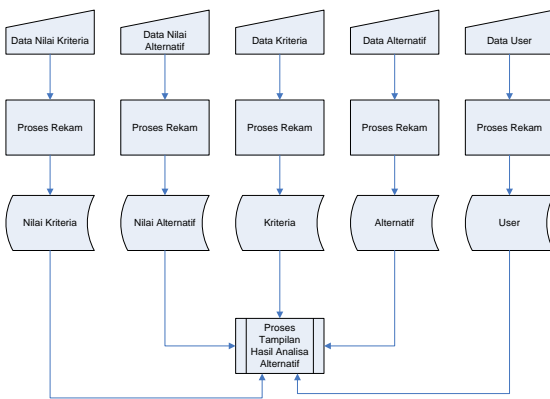 Data Nilai Kriteria
Data Nilai
Alternatif
Data Kriteria
Data Alternatif
Data User
Proses Rekam
Proses Rekam
Proses Rekam
Proses Rekam
Proses Rekam
Nilai Kriteria
Nilai Alternatif
Kriteria
Alternatif
User
Proses
Tampilan
Hasil Analisa
Alternatif